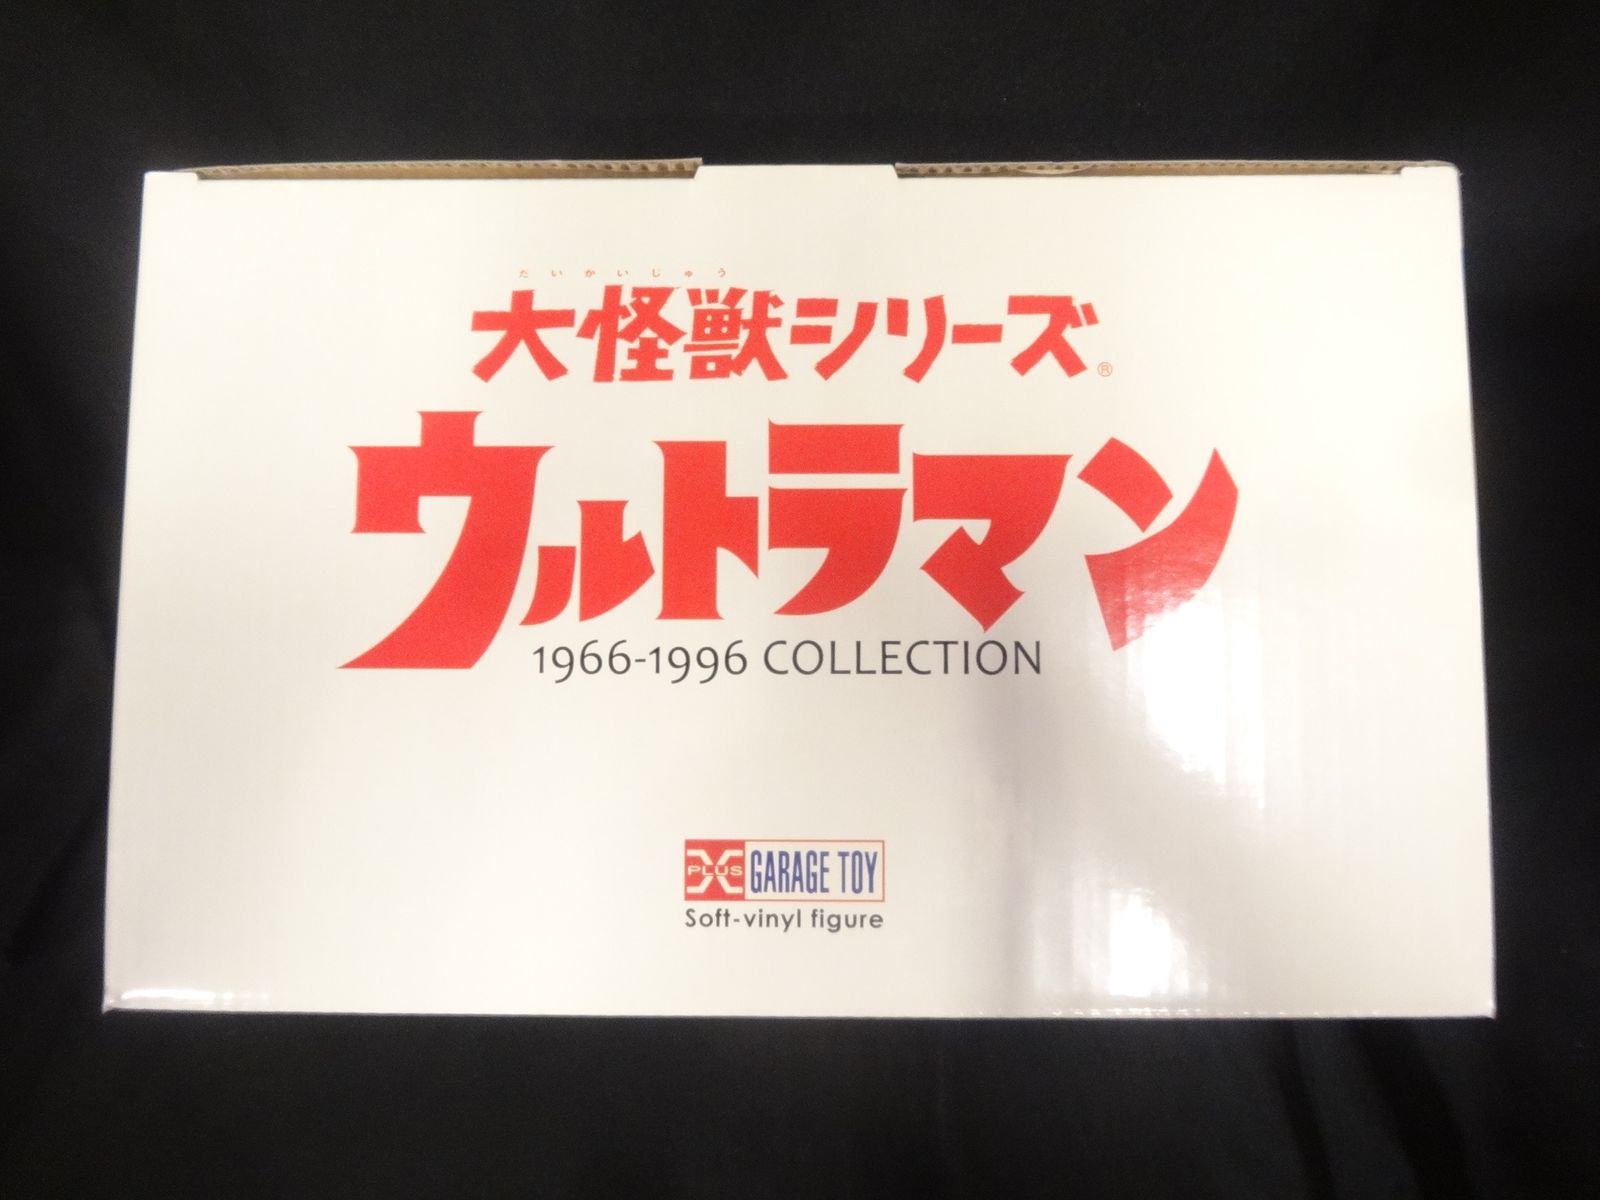 だいかいじゅう
大怪獣シリーズ®
ウルトラマン
1966-1996 COLLECTION
X PLUS GARAGE TOY
Soft-vinyl figure